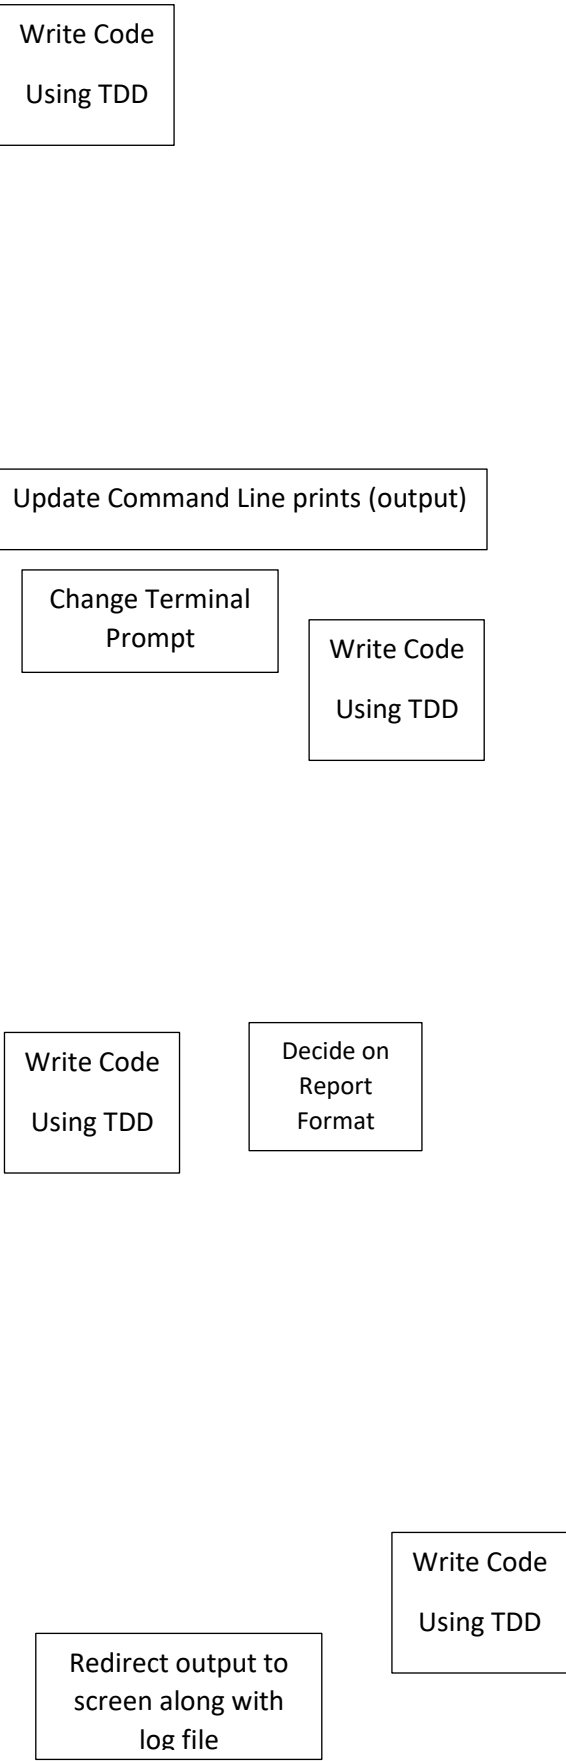 Write Code
Using TDD
Update Command Line prints (output)
Change Terminal
Prompt
Write Code
Using TDD
Write Code
Using TDD
Decide on
Report
Format
Write Code
Using TDD
Redirect output to
screen along with
log file